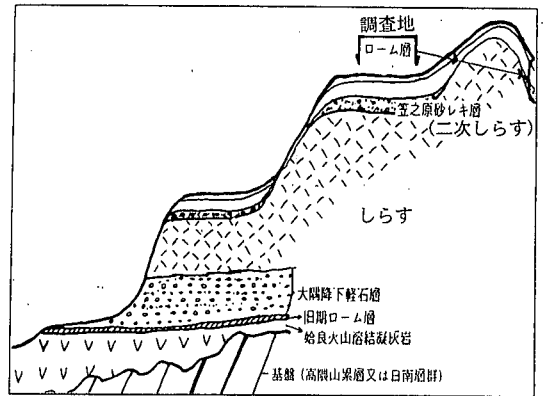 調査地
ローム層
笠之原砂レキ層
(二次しらす)
しらす
大隅降下軽石層
旧期ローム層
姶良火山溶結凝灰岩
基盤(高隈山累層又は日南層群)